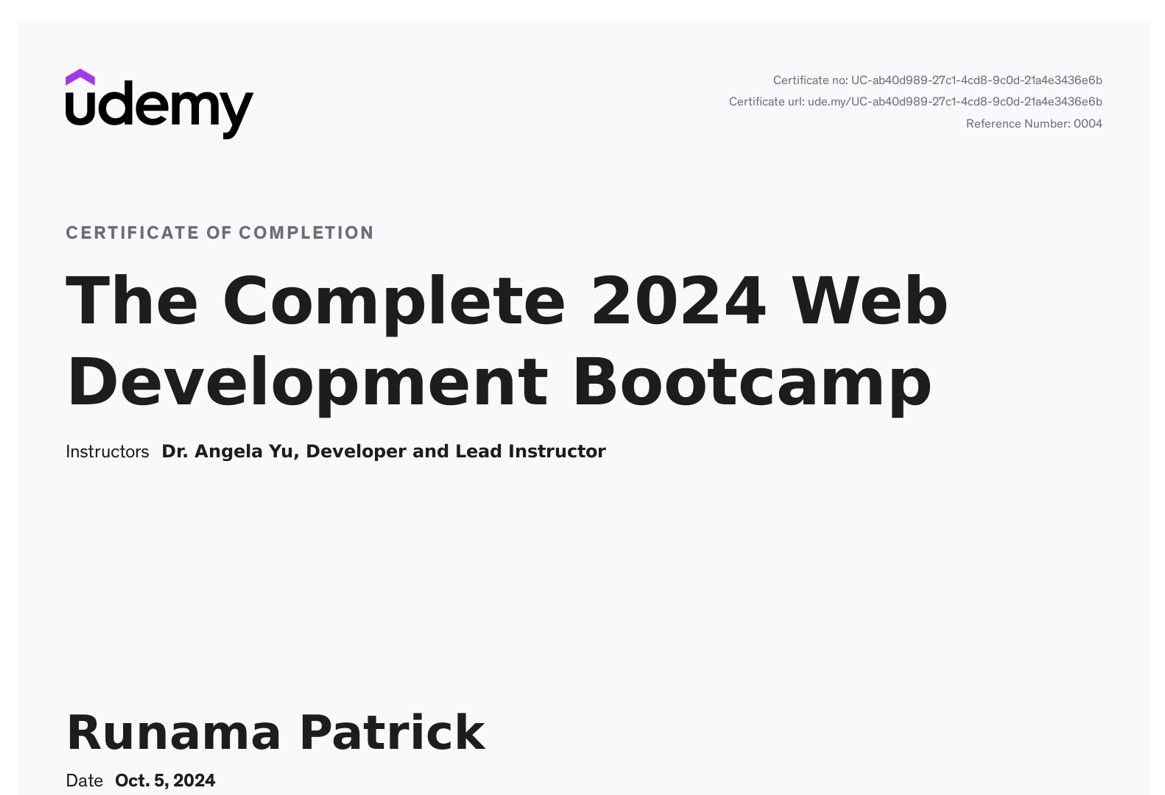 udemy
Certificate no: UC-ab40d989-27c1-4cd8-9c0d-21a4e3436e6b
Certificate url: ude.my/UC-ab40d989-27c1-4cd8-9c0d-21a4e3436e6b
Reference Number: 0004
CERTIFICATE OF COMPLETION
The Complete 2024 Web
Development Bootcamp
Instructors Dr. Angela Yu, Developer and Lead Instructor
Runama Patrick
Date Oct. 5, 2024